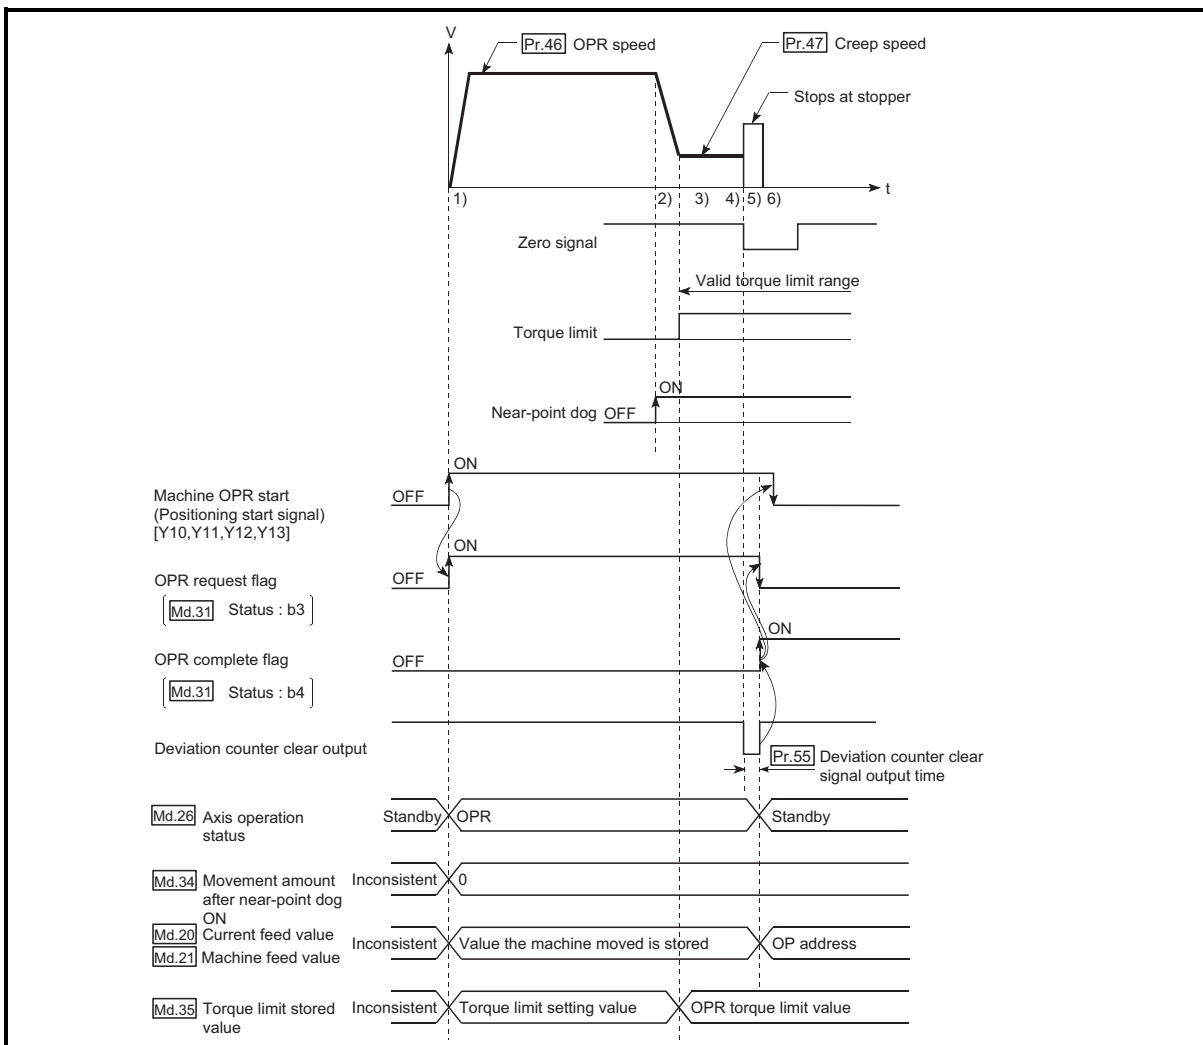 V
Pr.46 OPR speed
Pr.47 Creep speed
Stops at stopper
t
1) 2) 3) 4) 5) 6)
Zero signal
Valid torque limit range
Torque limit
ON
Near-point dog OFF
ON
Machine OPR start
(Positioning start signal)
[Y10,Y11,Y12,Y13]
OFF
ON
OPR request flag
OFF
Md.31 Status : b3
ON
OPR complete flag
OFF
Md.31 Status : b4
Deviation counter clear output
Pr.55 Deviation counter clear
signal output time
Md.26 Axis operation
status
Standby OPR Standby
Md.34 Movement amount
after near-point dog
ON
Inconsistent 0
Md.20 Current feed value
Md.21 Machine feed value
Inconsistent Value the machine moved is stored OP address
Md.35 Torque limit stored
value
Inconsistent Torque limit setting value OPR torque limit value